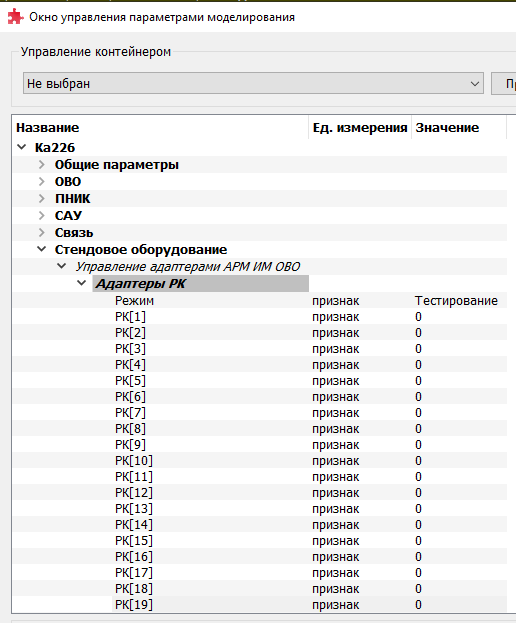 Окно управления параметрами моделирования
Управление контейнером
Не выбран
Название Ед. измерения Значение
Ка226
Общие параметры
ОВО
ПНИК
САУ
Связь
Стендовое оборудование
Управление адаптерами АРМ ИМ ОВО
Адаптеры РК
Режим признак Тестирование
РК[1] признак 0
РК[2] признак 0
РК[3] признак 0
РК[4] признак 0
РК[5] признак 0
РК[6] признак 0
РК[7] признак 0
РК[8] признак 0
РК[9] признак 0
РК[10] признак 0
РК[11] признак 0
РК[12] признак 0
РК[13] признак 0
РК[14] признак 0
РК[15] признак 0
РК[16] признак 0
РК[17] признак 0
РК[18] признак 0
РК[19] признак 0